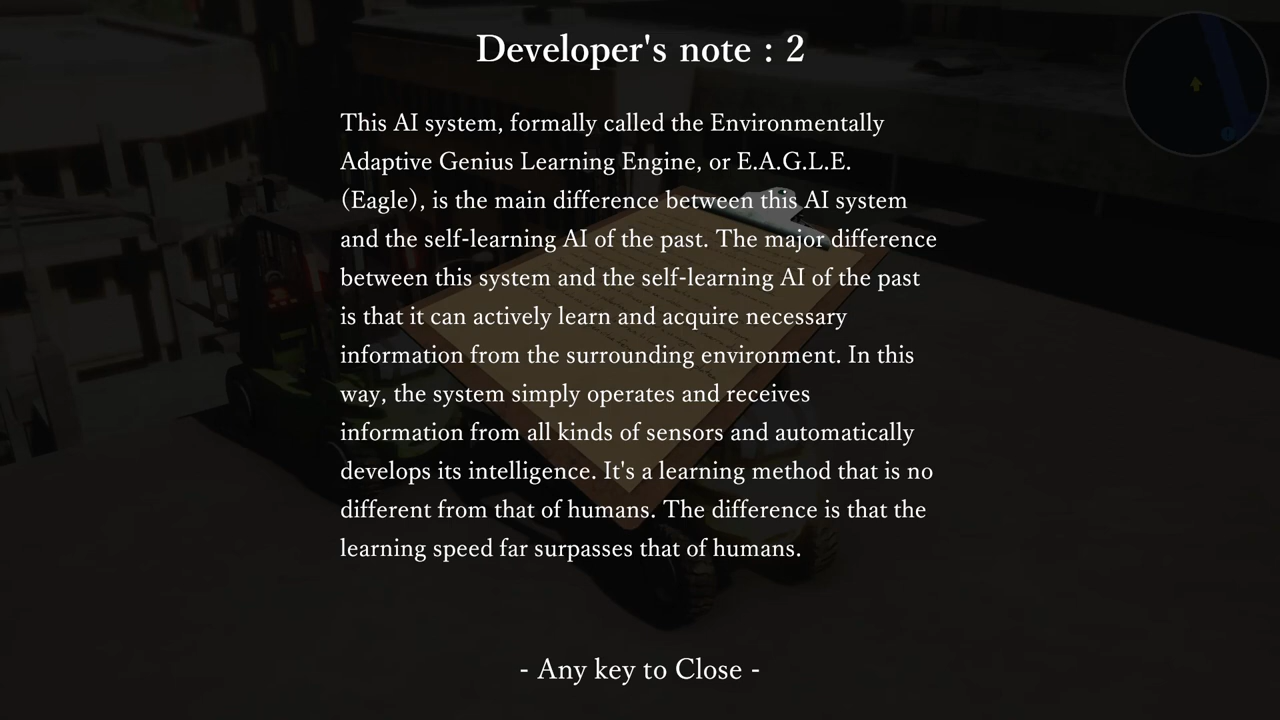 Developer's note : 2
This AI system, formally called the Environmentally
Adaptive Genius Learning Engine, or E.A.G.L.E.
(Eagle), is the main difference between this AI system
and the self-learning AI of the past. The major difference
between this system and the self-learning AI of the past
is that it can actively learn and acquire necessary
information from the surrounding environment. In this
way, the system simply operates and receives
information from all kinds of sensors and automatically
develops its intelligence. It's a learning method that is no
different from that of humans. The difference is that the
learning speed far surpasses that of humans.
- Any key to Close -